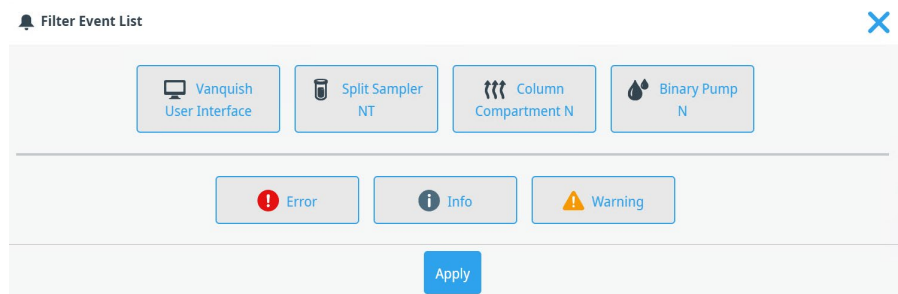 Filter Event List
Vanquish
User Interface
Split Sampler
NT
Column
Compartment N
Binary Pump
N
Error
Info
Warning
Apply